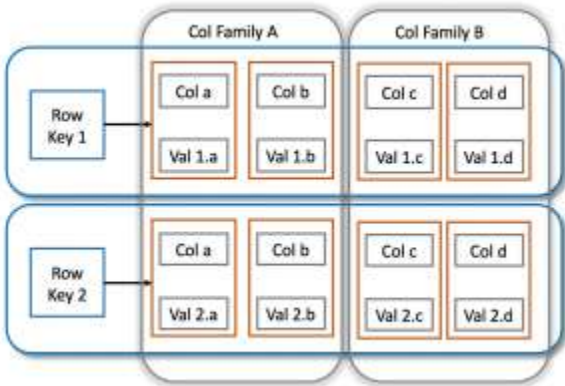 Col Family A
Col Family B
Row
Key 1
Col a
Col b
Col c
Col d
Val 1.a
Val 1.b
Val 1.c
Val 1.d
Row
Key 2
Col a
Col b
Col c
Col d
Val 2.a
Val 2.b
Val 2.c
Val 2.d